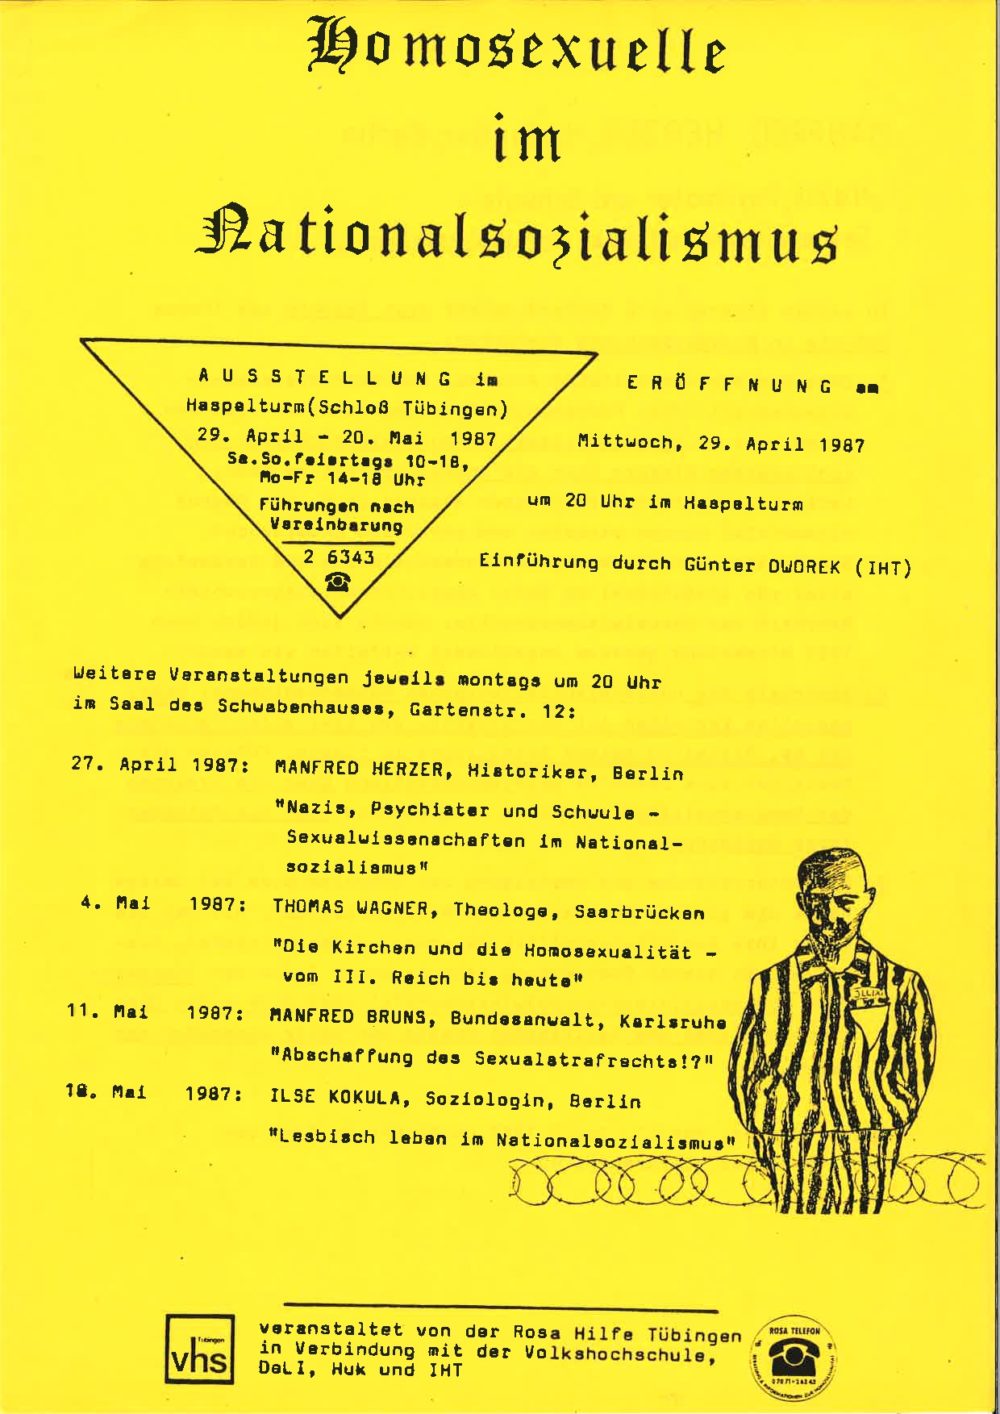 Homosexuelle
im
Nationalsozialismus
AUSSTELLUNG im
Haspelturm(Schloß Tübingen)
29. April - 20. Mai 1987
Sa.So.feiertags 10-18,
Mo-Fr 14-18 Uhr
Führungen nach
Vereinbarung
2 6343
ERÖFFNUNG am
Mittwoch, 29. April 1987
um 20 Uhr im Haspelturm
Einführung durch Günter DWOREK (IHT)
Weitere Veranstaltungen jeweils montags um 20 Uhr
im Saal des Schwabenhauses, Gartenstr. 12:
27. April 1987: MANFRED HERZER, Historiker, Berlin
"Nazis, Psychiater und Schwule -
Sexualwissenschaften im National-
sozialismus"
4. Mai 1987: THOMAS WAGNER, Theologe, Saarbrücken
"Die Kirchen und die Homosexualität -
vom III. Reich bis heute"
11. Mai 1987: MANFRED BRUNS, Bundesanwalt, Karlsruhe
"Abschaffung des Sexualstrafrechts!?"
18. Mai 1987: ILSE KOKULA, Soziologin, Berlin
"Lesbisch leben im Nationalsozialismus"
Tübingen
vhs
veranstaltet von der Rosa Hilfe Tübingen
in Verbindung mit der Volkshochschule,
DeLI, Huk und IHT
ROSA TELEFON